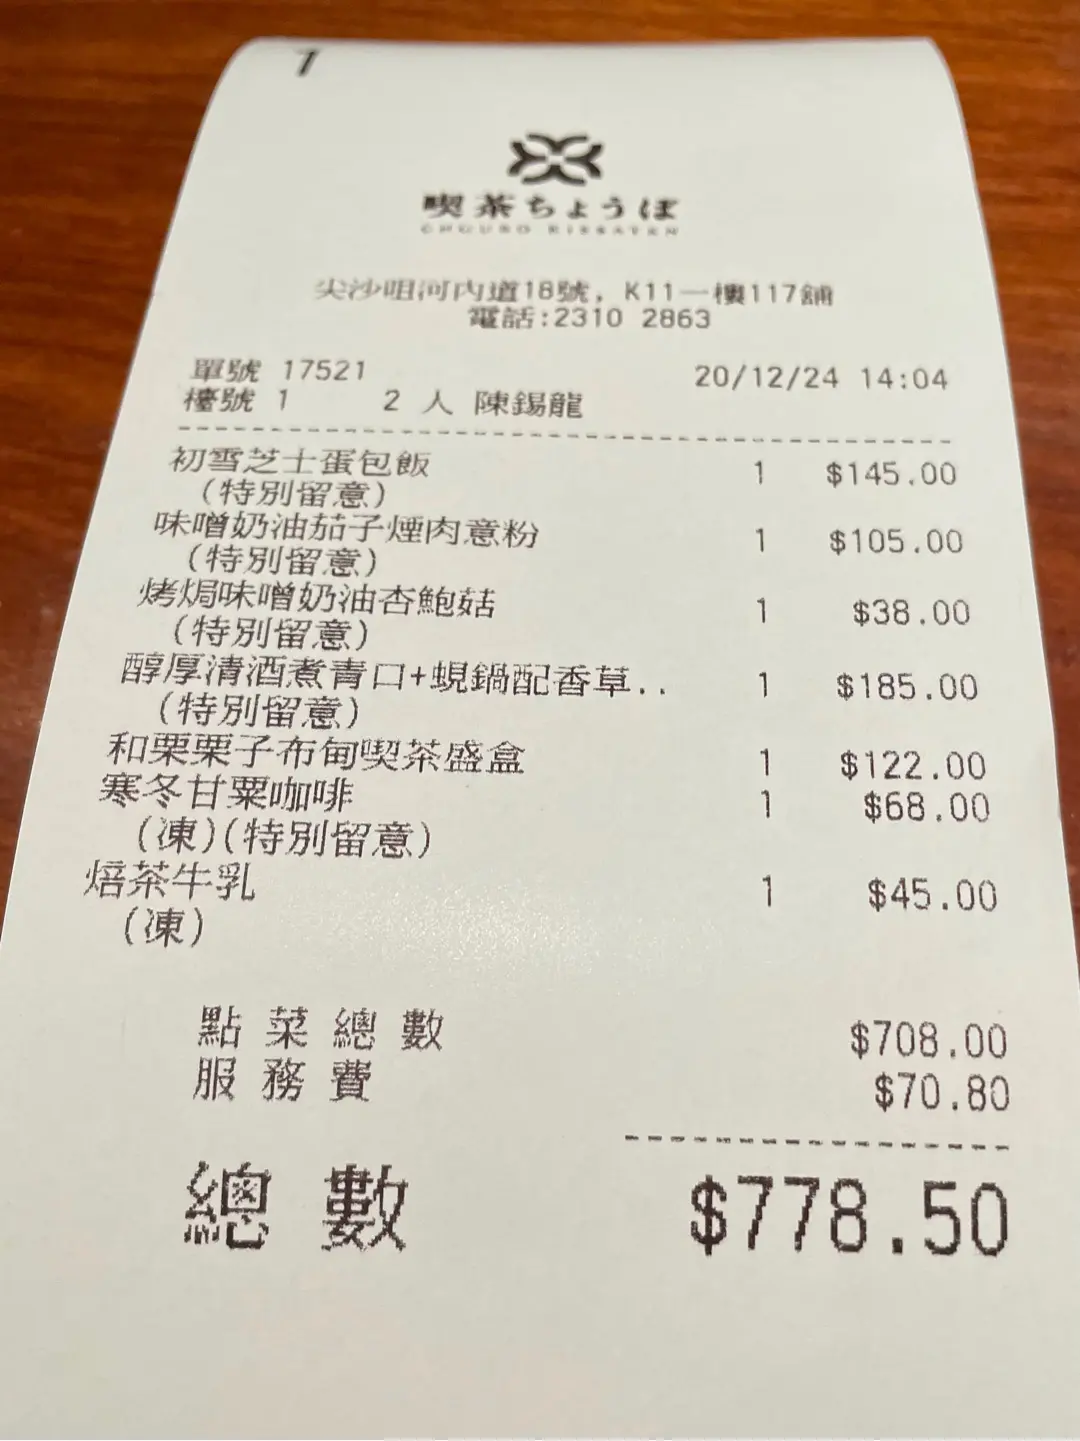 1
喫茶ちょうぼ
CHOUBO KISSATEN
尖沙咀河內道18號, K11一樓117舖
電話:2310 2863
單號 17521 20/12/24 14:04
檯號 1 2 人 陳錫龍
初雪芝士蛋包飯 1 $145.00
(特別留意)
味噌奶油茄子煙肉意粉 1 $105.00
(特別留意)
烤焗味噌奶油杏鮑菇 1 $38.00
(特別留意)
醇厚清酒煮青口+蜆鍋配香草.. 1 $185.00
(特別留意)
和栗栗子布甸喫茶盛盒 1 $122.00
寒冬甘粟咖啡 1 $68.00
(凍)(特別留意)
焙茶牛乳 1 $45.00
(凍)
點菜總數 $708.00
服務費 $70.80
總數 $778.50